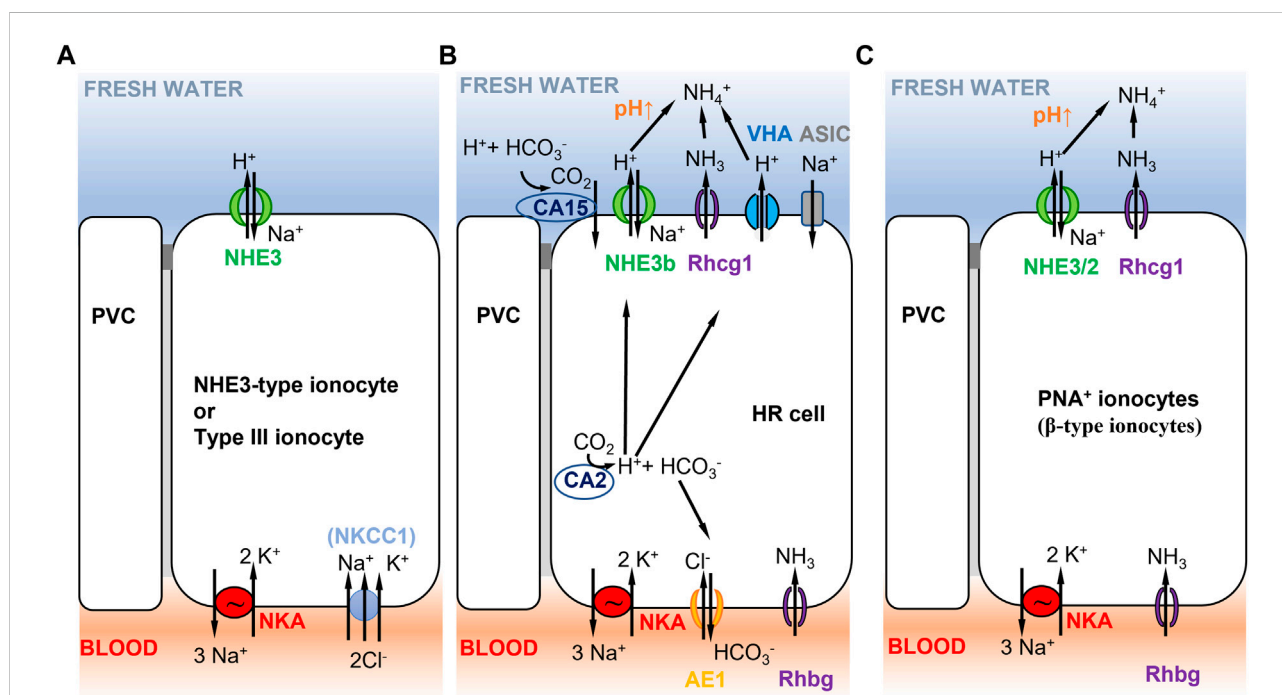 A
FRESH WATER
H⁺
Na⁺
NHE3
PVC
NHE3-type ionocyte
or
Type III ionocyte
(NKCC1)
2 K⁺
Na⁺
K⁺
NKA
BLOOD
3 Na⁺
2Cl⁻
B
FRESH WATER
NH₄⁺
pH↑
VHA
ASIC
H⁺+ HCO₃⁻
CO₂
H⁺
NH₃
H⁺
Na⁺
CA15
Na⁺
NHE3b
Rhcg1
PVC
HR cell
CO₂
H⁺+ HCO₃⁻
CA2
2 K⁺
Cl⁻
NH₃
~
NKA
BLOOD
3 Na⁺
HCO₃⁻
AE1
Rhbg
C
FRESH WATER
NH₄⁺
pH↑
H⁺
NH₃
Na⁺
NHE3/2
Rhcg1
PVC
PNA⁺ ionocytes
(β-type ionocytes)
2 K⁺
NH₃
~
NKA
BLOOD
3 Na⁺
Rhbg
~